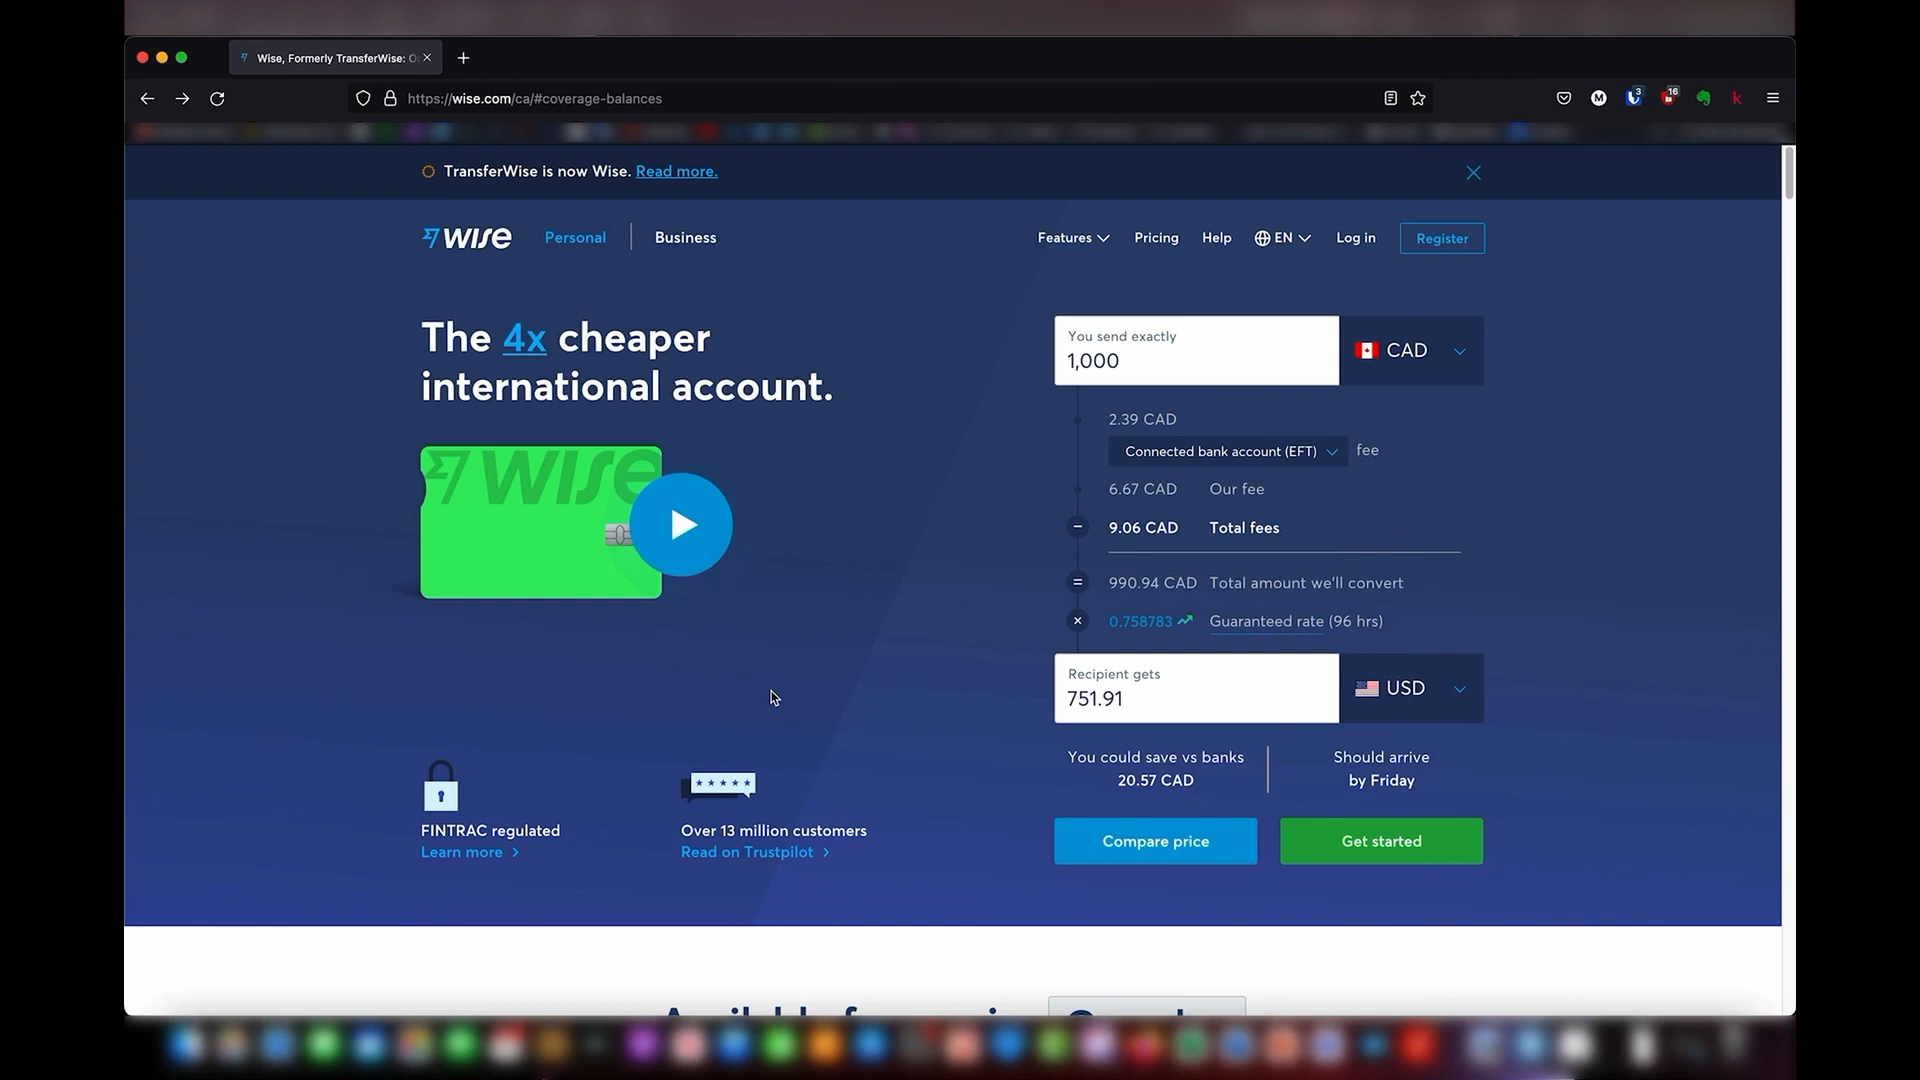 Wise, Formerly TransferWise: O
https://wise.com/ca/#coverage-balances
M
3
16
k
TransferWise is now Wise. Read more.
WISE
Personal
Business
Features
Pricing
Help
EN
Log in
Register
The 4x cheaper
international account.
WISE
You send exactly
1,000
CAD
2.39 CAD
Connected bank account (EFT)
fee
6.67 CAD Our fee
9.06 CAD Total fees
990.94 CAD Total amount we'll convert
0.758783 Guaranteed rate (96 hrs)
Recipient gets
751.91
USD
You could save vs banks
20.57 CAD
Should arrive
by Friday
Compare price
Get started
FINTRAC regulated
Learn more
Over 13 million customers
Read on Trustpilot